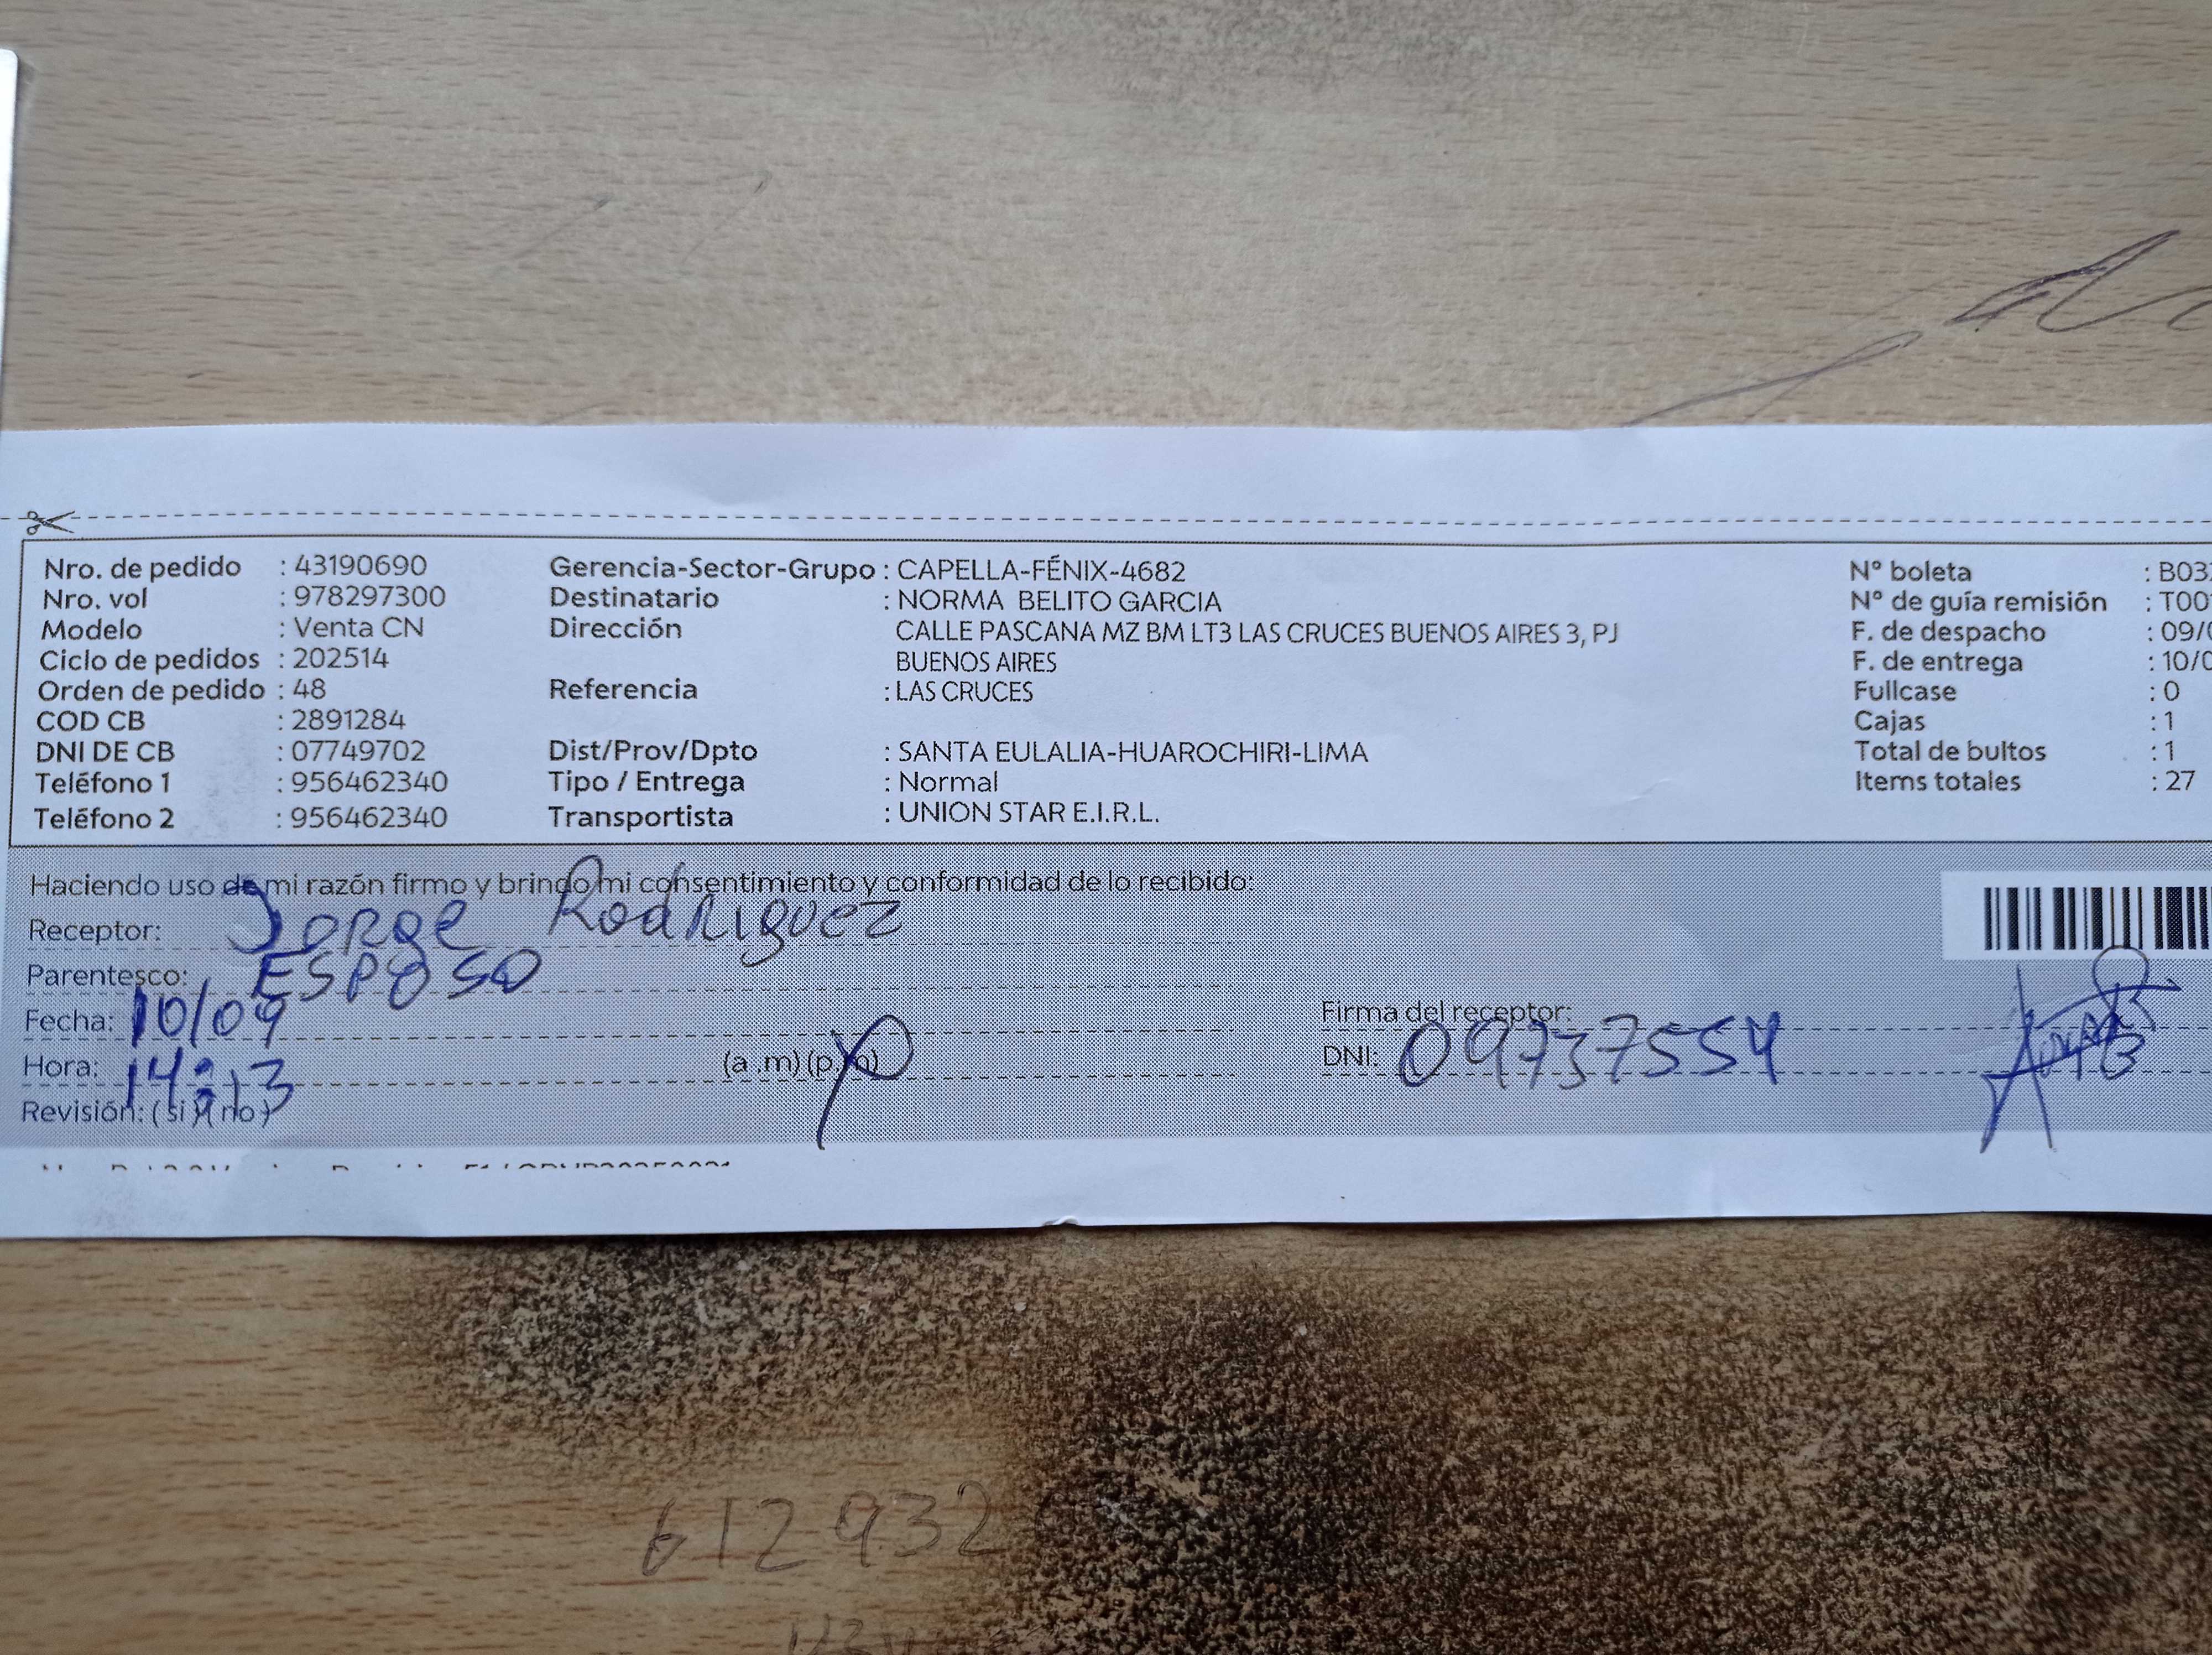 Nro. de pedido : 43190690 Gerencia-Sector-Grupo : CAPELLA-FÉNIX-4682 N° boleta : B03
Nro. vol : 978297300 Destinatario : NORMA BELITO GARCIA N° de guía remisión : T00
Modelo : Venta CN Dirección CALLE PASCANA MZ BM LT3 LAS CRUCES BUENOS AIRES 3, PJ F. de despacho : 09/0
Ciclo de pedidos : 202514 BUENOS AIRES F. de entrega : 10/0
Orden de pedido : 48 Referencia : LAS CRUCES Fullcase : 0
COD CB : 2891284 Cajas : 1
DNI DE CB : 07749702 Dist/Prov/Dpto : SANTA EULALIA-HUAROCHIRI-LIMA Total de bultos : 1
Teléfono 1 : 956462340 Tipo / Entrega : Normal Items totales : 27
Teléfono 2 : 956462340 Transportista : UNION STAR E.I.R.L.
Haciendo uso de mi razón firmo y brindo mi consentimiento y conformidad de lo recibido:
Receptor: Jorge Rodriguez
Parentesco: ESPOSO
Fecha: 10/09 Firma del receptor:
Hora: 14:13 (a .m) (p.m) DNI: 09737554
Revisión: ( si ) ( no )
612932